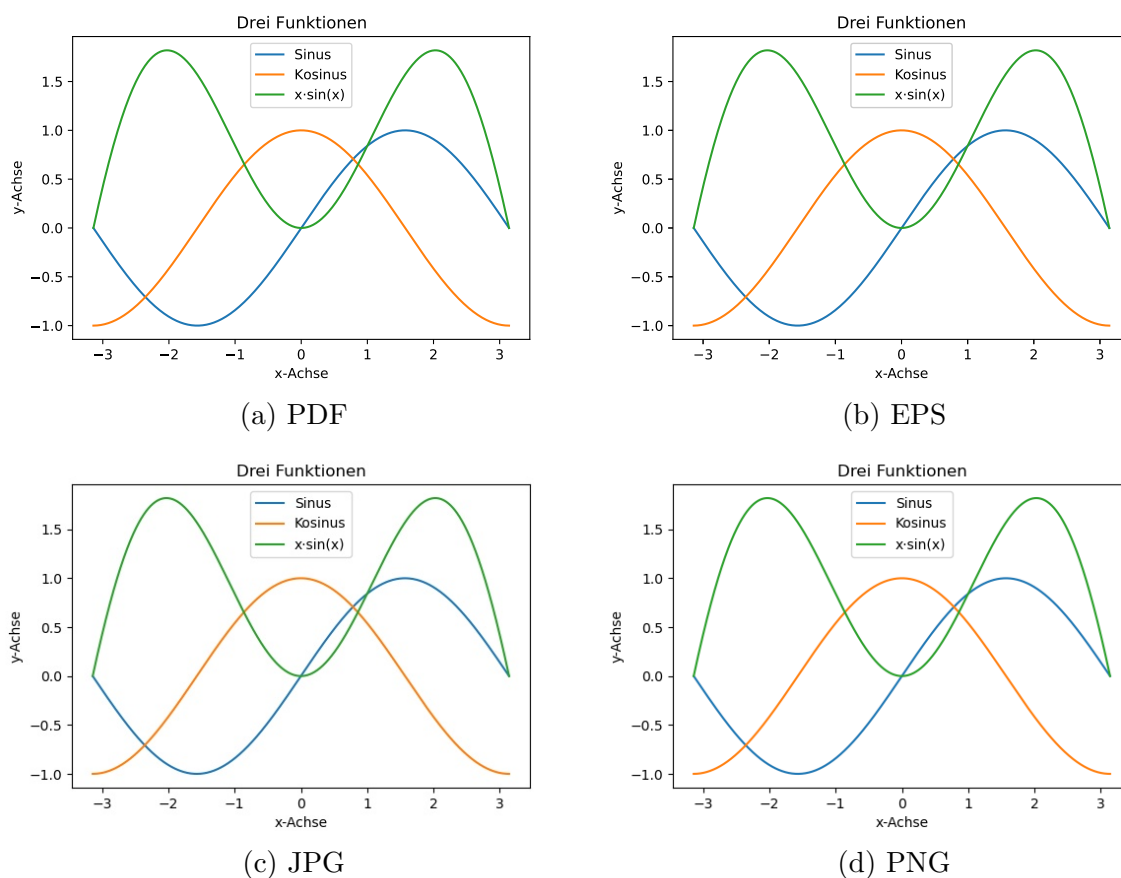 Drei Funktionen
Sinus
Kosinus
x·sin(x)
y-Achse
1.5
1.0
0.5
0.0
−0.5
−1.0
−3 −2 −1 0 1 2 3
x-Achse
(a) PDF
Drei Funktionen
Sinus
Kosinus
x·sin(x)
y-Achse
1.5
1.0
0.5
0.0
−0.5
−1.0
−3 −2 −1 0 1 2 3
x-Achse
(b) EPS
Drei Funktionen
Sinus
Kosinus
x·sin(x)
y-Achse
1.5
1.0
0.5
0.0
−0.5
−1.0
−3 −2 −1 0 1 2 3
x-Achse
(c) JPG
Drei Funktionen
Sinus
Kosinus
x·sin(x)
y-Achse
1.5
1.0
0.5
0.0
−0.5
−1.0
−3 −2 −1 0 1 2 3
x-Achse
(d) PNG